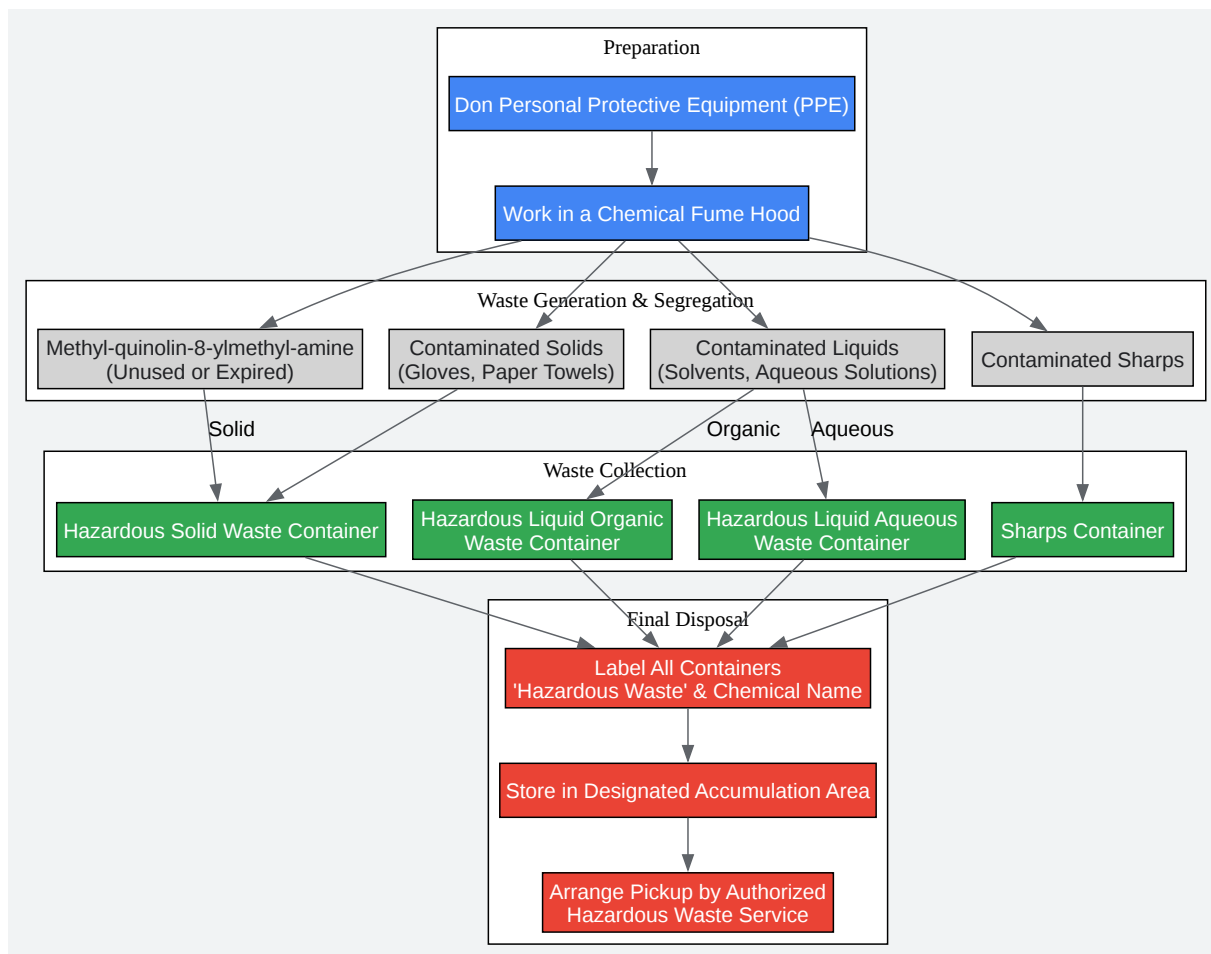 Preparation
Don Personal Protective Equipment (PPE)
Work in a Chemical Fume Hood
Waste Generation & Segregation
Methyl-quinolin-8-ylmethyl-amine
(Unused or Expired)
Contaminated Solids
(Gloves, Paper Towels)
Contaminated Liquids
(Solvents, Aqueous Solutions)
Contaminated Sharps
Solid
Organic
Aqueous
Waste Collection
Hazardous Solid Waste Container
Hazardous Liquid Organic
Waste Container
Hazardous Liquid Aqueous
Waste Container
Sharps Container
Final Disposal
Label All Containers
'Hazardous Waste' & Chemical Name
Store in Designated Accumulation Area
Arrange Pickup by Authorized
Hazardous Waste Service